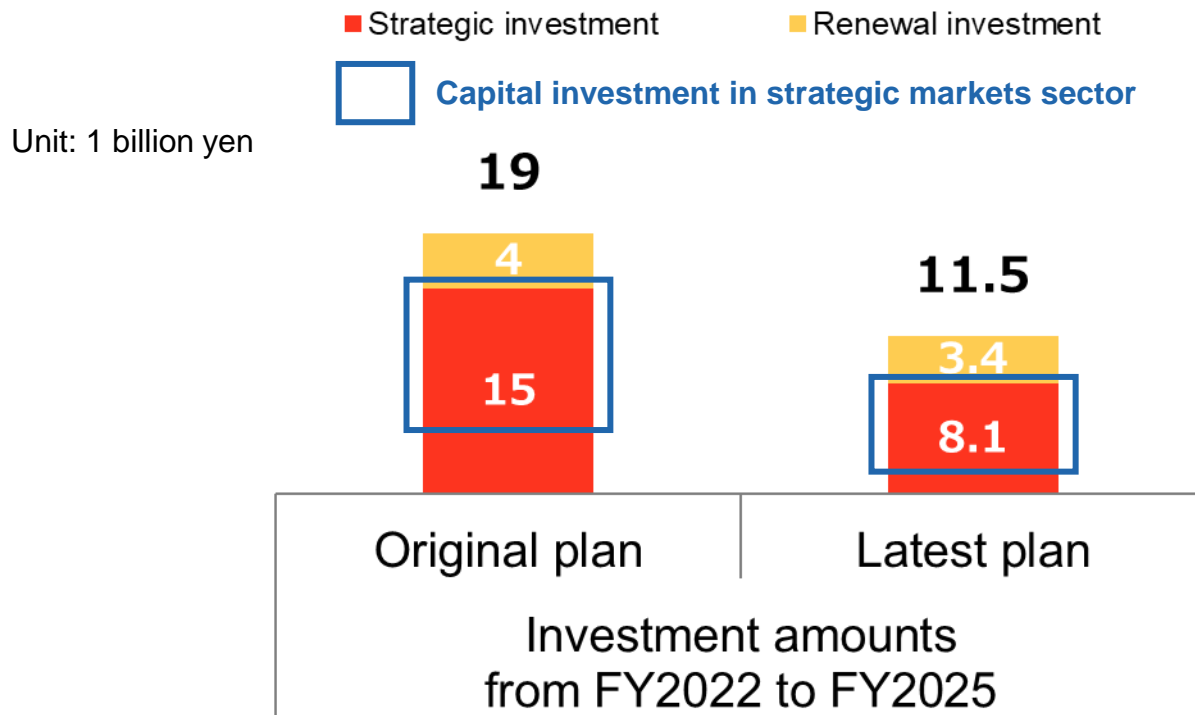 Strategic investment
Renewal investment
Capital investment in strategic markets sector
Unit: 1 billion yen
19
4
15
11.5
3.4
8.1
Original plan
Latest plan
Investment amounts
from FY2022 to FY2025